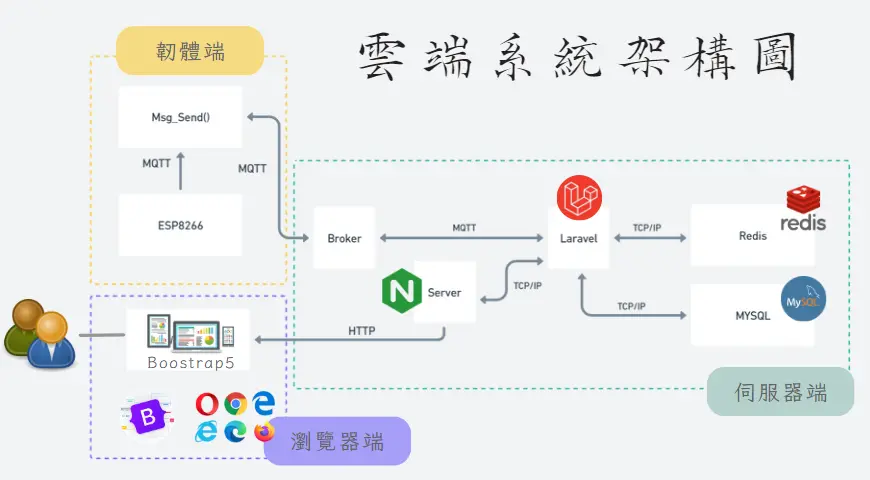 雲端系統架構圖
韌體端
Msg_Send()
MQTT
MQTT
ESP8266
Broker
MQTT
Laravel
TCP/IP
Redis
redis
N
Server
TCP/IP
TCP/IP
MYSQL
MySQL
HTTP
Boostrap5
B
伺服器端
瀏覽器端